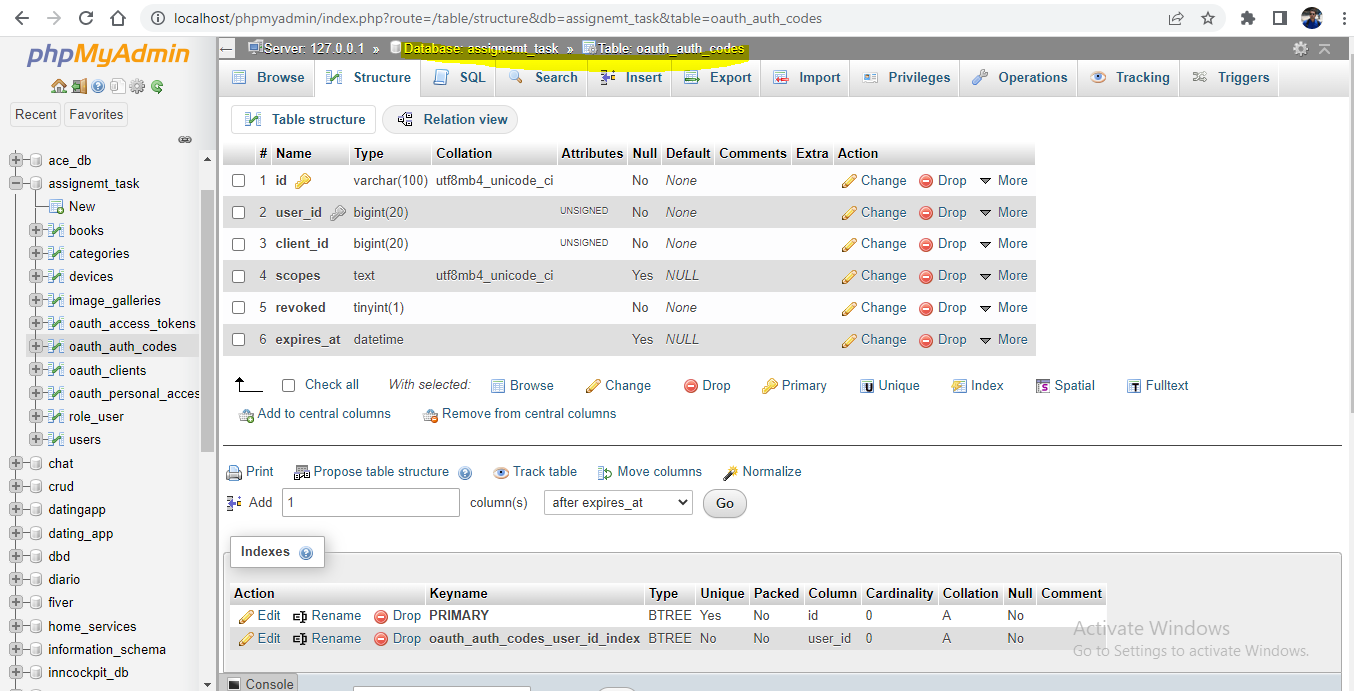 localhost/phpmyadmin/index.php?route=/table/structure&db=assignemt_task&table=oauth_auth_codes
phpMyAdmin
Recent Favorites
ace_db
assignemt_task
New
books
categories
devices
image_galleries
oauth_access_tokens
oauth_auth_codes
oauth_clients
oauth_personal_acces
role_user
users
chat
crud
datingapp
dating_app
dbd
diario
fiver
home_services
information_schema
inncockpit_db
Server: 127.0.0.1 » Database: assignemt_task » Table: oauth_auth_codes
Browse Structure SQL Search Insert Export Import Privileges Operations Tracking Triggers
Table structure Relation view
# Name Type Collation Attributes Null Default Comments Extra Action
1 id varchar(100) utf8mb4_unicode_ci No None Change Drop More
2 user_id bigint(20) UNSIGNED No None Change Drop More
3 client_id bigint(20) UNSIGNED No None Change Drop More
4 scopes text utf8mb4_unicode_ci Yes NULL Change Drop More
5 revoked tinyint(1) No None Change Drop More
6 expires_at datetime Yes NULL Change Drop More
Check all With selected: Browse Change Drop Primary Unique Index Spatial Fulltext
Add to central columns Remove from central columns
Print Propose table structure Track table Move columns Normalize
Add 1 column(s) after expires_at Go
Indexes
Action Keyname Type Unique Packed Column Cardinality Collation Null Comment
Edit Rename Drop PRIMARY BTREE Yes No id 0 A No
Edit Rename Drop oauth_auth_codes_user_id_index BTREE No No user_id 0 A No
Activate Windows
Go to Settings to activate Windows.
Console